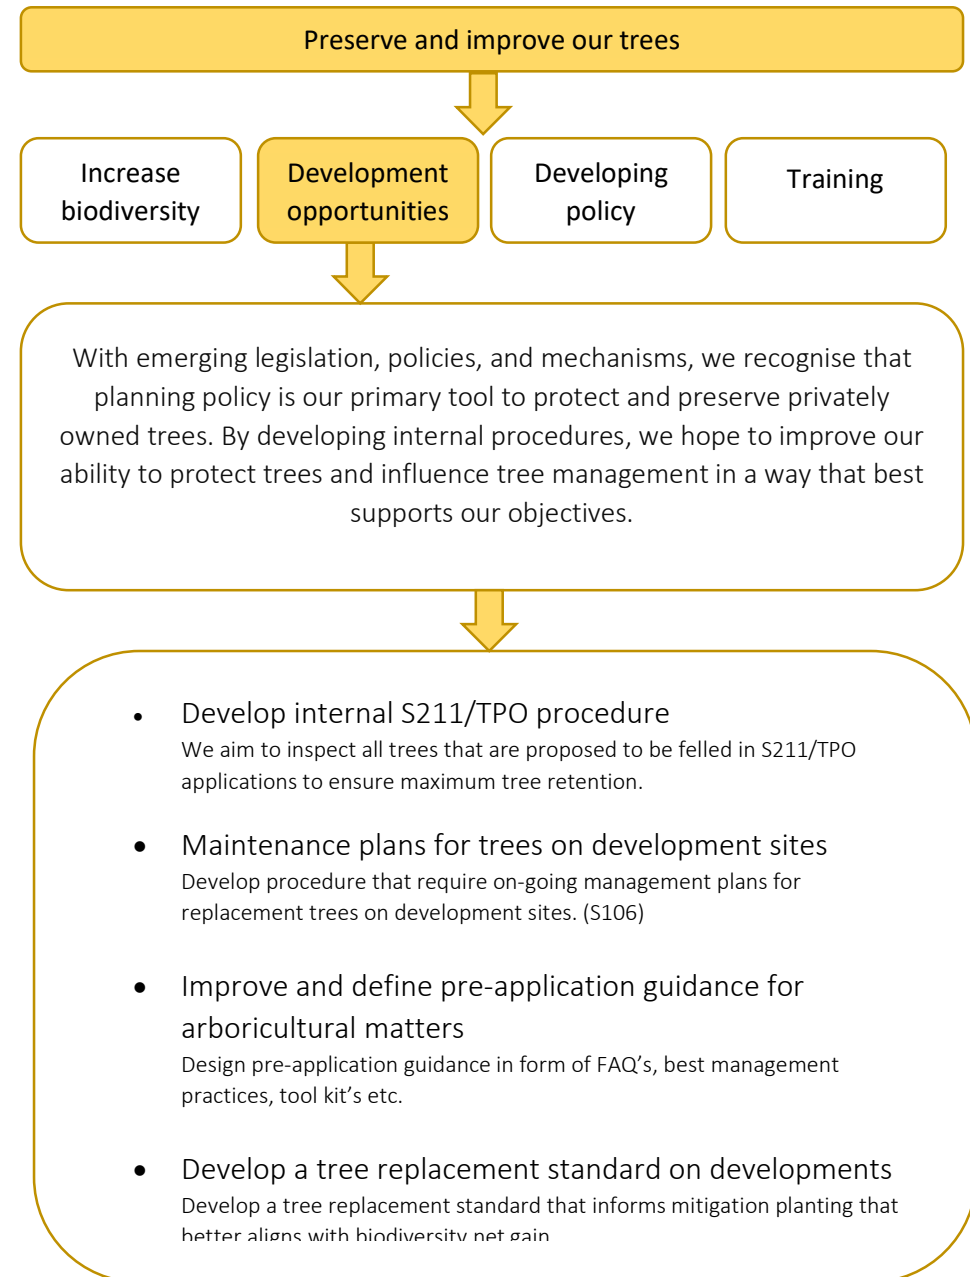 Preserve and improve our trees
Increase
biodiversity
Development
opportunities
Developing
policy
Training
With emerging legislation, policies, and mechanisms, we recognise that
planning policy is our primary tool to protect and preserve privately
owned trees. By developing internal procedures, we hope to improve our
ability to protect trees and influence tree management in a way that best
supports our objectives.
• Develop internal S211/TPO procedure
We aim to inspect all trees that are proposed to be felled in S211/TPO
applications to ensure maximum tree retention.
• Maintenance plans for trees on development sites
Develop procedure that require on-going management plans for
replacement trees on development sites. (S106)
• Improve and define pre-application guidance for
arboricultural matters
Design pre-application guidance in form of FAQ's, best management
practices, tool kit's etc.
• Develop a tree replacement standard on developments
Develop a tree replacement standard that informs mitigation planting that
better aligns with biodiversity net gain